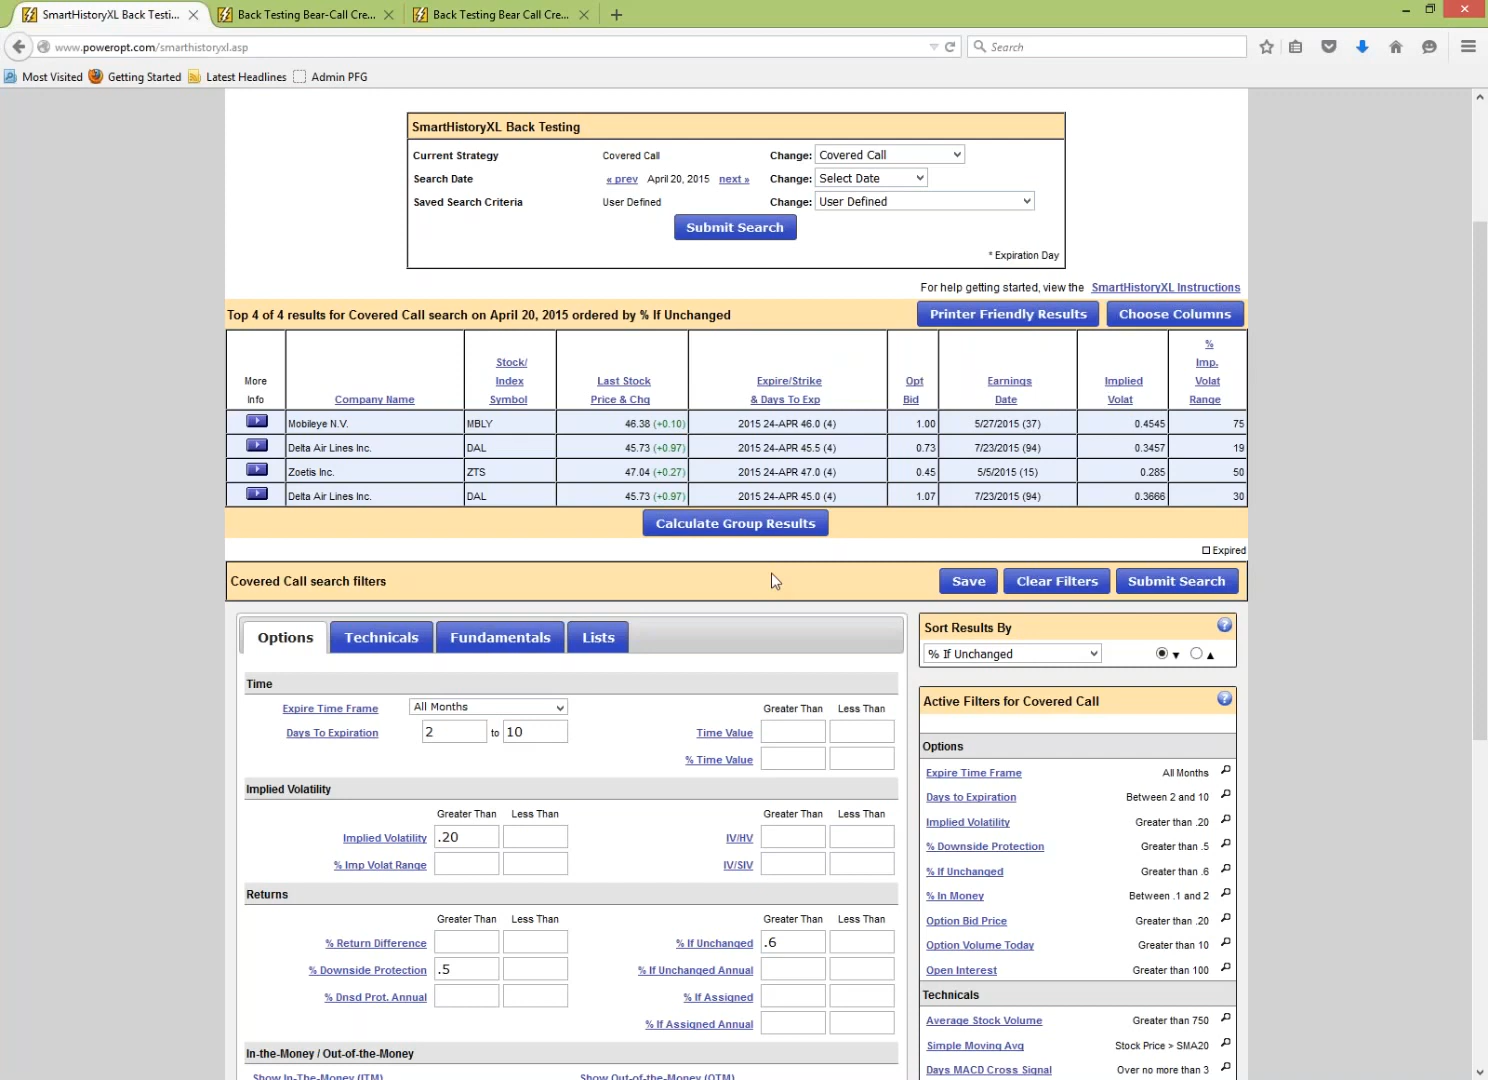 SmartHistoryXL Back Testi...
Back Testing Bear-Call Cre...
Back Testing Bear Call Cre...
www.poweropt.com/smarthistoryxl.asp
Search
Most Visited
Getting Started
Latest Headlines
Admin PFG
SmartHistoryXL Back Testing
Current Strategy Covered Call Change: Covered Call
Search Date « prev April 20, 2015 next » Change: Select Date
Saved Search Criteria User Defined Change: User Defined
Submit Search
* Expiration Day
For help getting started, view the SmartHistoryXL Instructions
Top 4 of 4 results for Covered Call search on April 20, 2015 ordered by % If Unchanged
Printer Friendly Results
Choose Columns
More Info
Company Name
Stock/ Index Symbol
Last Stock Price & Chg
Expire/Strike & Days To Exp
Opt Bid
Earnings Date
Implied Volat
% Imp. Volat Range
Mobileye N.V. MBLY 46.38 (+0.10) 2015 24-APR 46.0 (4) 1.00 5/27/2015 (37) 0.4545 75
Delta Air Lines Inc. DAL 45.73 (+0.97) 2015 24-APR 45.5 (4) 0.73 7/23/2015 (94) 0.3457 19
Zoetis Inc. ZTS 47.04 (+0.27) 2015 24-APR 47.0 (4) 0.45 5/5/2015 (15) 0.285 50
Delta Air Lines Inc. DAL 45.73 (+0.97) 2015 24-APR 45.0 (4) 1.07 7/23/2015 (94) 0.3666 30
Calculate Group Results
Expired
Covered Call search filters
Save
Clear Filters
Submit Search
Options
Technicals
Fundamentals
Lists
Time
Expire Time Frame All Months Greater Than Less Than
Days To Expiration 2 to 10 Time Value
% Time Value
Implied Volatility
Greater Than Less Than Greater Than Less Than
Implied Volatility .20 IV/HV
% Imp Volat Range IV/SIV
Returns
Greater Than Less Than Greater Than Less Than
% Return Difference % If Unchanged .6
% Downside Protection .5 % If Unchanged Annual
% Dnsd Prot. Annual % If Assigned
% If Assigned Annual
In-the-Money / Out-of-the-Money
Show In-The-Money (ITM) Show Out-of-the-Money (OTM)
Sort Results By
% If Unchanged
Active Filters for Covered Call
Options
Expire Time Frame All Months
Days to Expiration Between 2 and 10
Implied Volatility Greater than .20
% Downside Protection Greater than .5
% If Unchanged Greater than .6
% In Money Between .1 and 2
Option Bid Price Greater than .20
Option Volume Today Greater than 10
Open Interest Greater than 100
Technicals
Average Stock Volume Greater than 750
Simple Moving Avg Stock Price > SMA20
Days MACD Cross Signal Over no more than 3